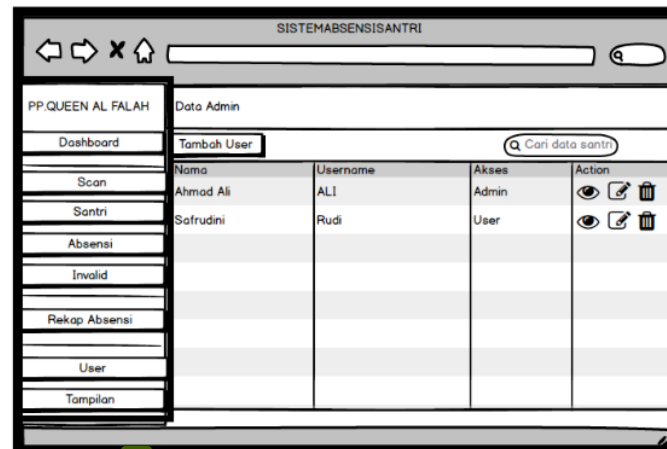 SISTEMABSENSISANTRI
PP.QUEEN AL FALAH
Data Admin
Dashboard
Tambah User
Cari data santri
Scan
Santri
Absensi
Invalid
Rekap Absensi
User
Tampilan
Nama Username Akses Action
Ahmad Ali ALI Admin
Safrudini Rudi User